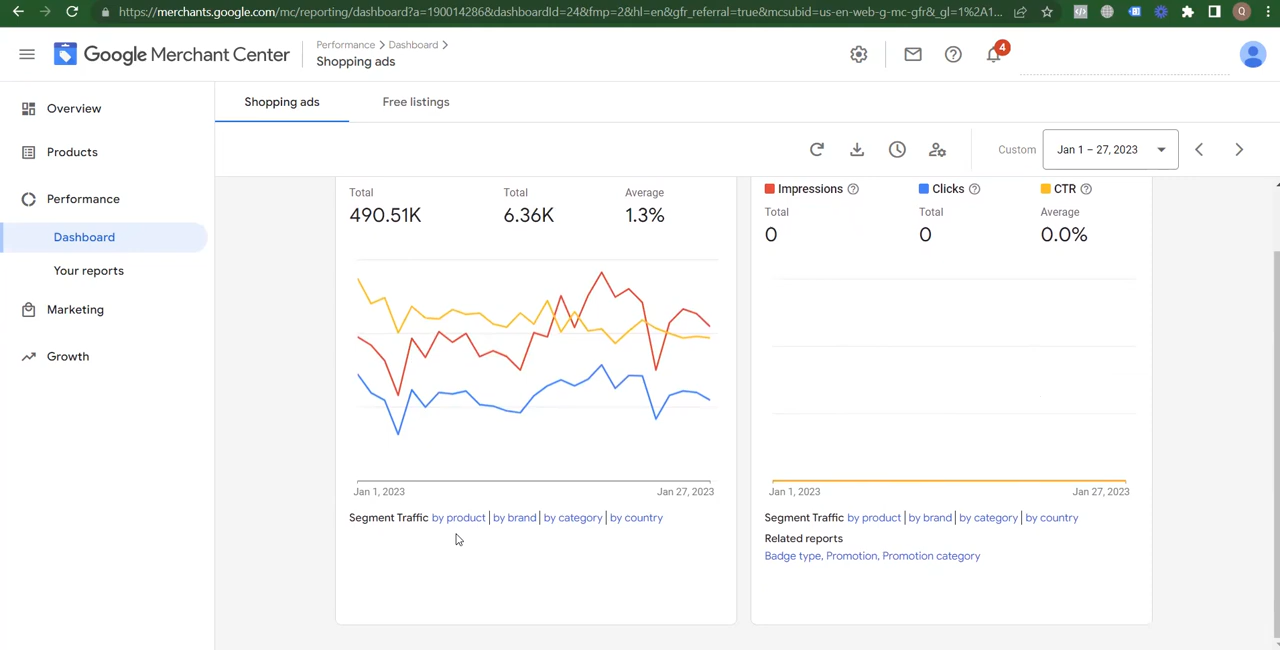 https://merchants.google.com/mc/reporting/dashboard?a=190014286&dashboardId=24&fmp=2&hl=en&gfr_referral=true&mcsubid=us-en-web-g-mc-gfr&_gl=1%2A1...
Q
Google Merchant Center
Performance > Dashboard >
Shopping ads
4
Overview
Products
Performance
Dashboard
Your reports
Marketing
Growth
Shopping ads Free listings
Custom Jan 1 – 27, 2023
Total Total Average
490.51K 6.36K 1.3%
Jan 1, 2023 Jan 27, 2023
Segment Traffic by product | by brand | by category | by country
Impressions Clicks CTR
Total Total Average
0 0 0.0%
Jan 1, 2023 Jan 27, 2023
Segment Traffic by product | by brand | by category | by country
Related reports
Badge type, Promotion, Promotion category